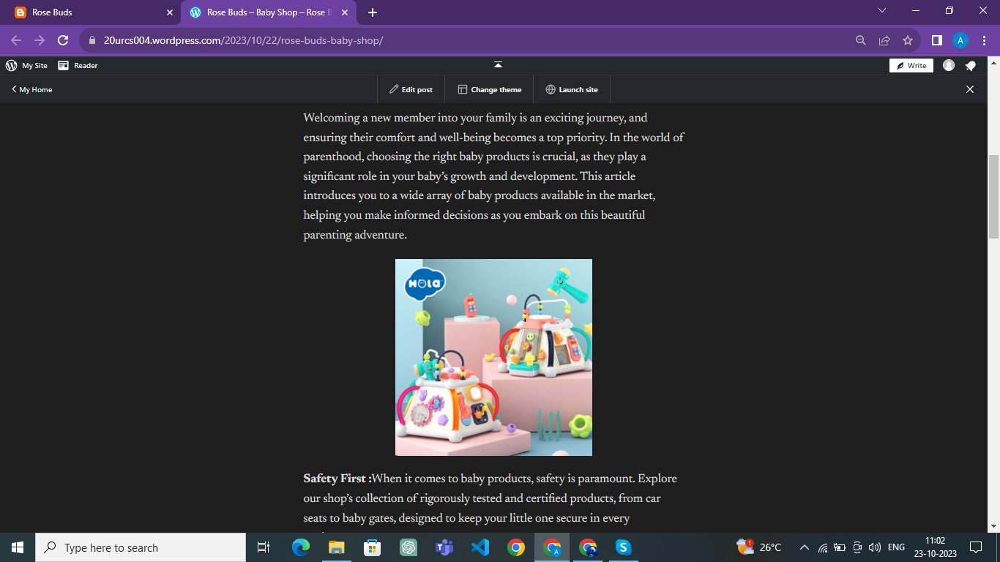 Rose Buds
Rose Buds – Baby Shop – Rose B
20urcs004.wordpress.com/2023/10/22/rose-buds-baby-shop/
A
My Site
Reader
Write
My Home
Edit post
Change theme
Launch site
Welcoming a new member into your family is an exciting journey, and
ensuring their comfort and well-being becomes a top priority. In the world of
parenthood, choosing the right baby products is crucial, as they play a
significant role in your baby’s growth and development. This article
introduces you to a wide array of baby products available in the market,
helping you make informed decisions as you embark on this beautiful
parenting adventure.
HOLA
Safety First :When it comes to baby products, safety is paramount. Explore
our shop’s collection of rigorously tested and certified products, from car
seats to baby gates, designed to keep your little one secure in every
Type here to search
A
1
26°C
ENG
11:02
23-10-2023